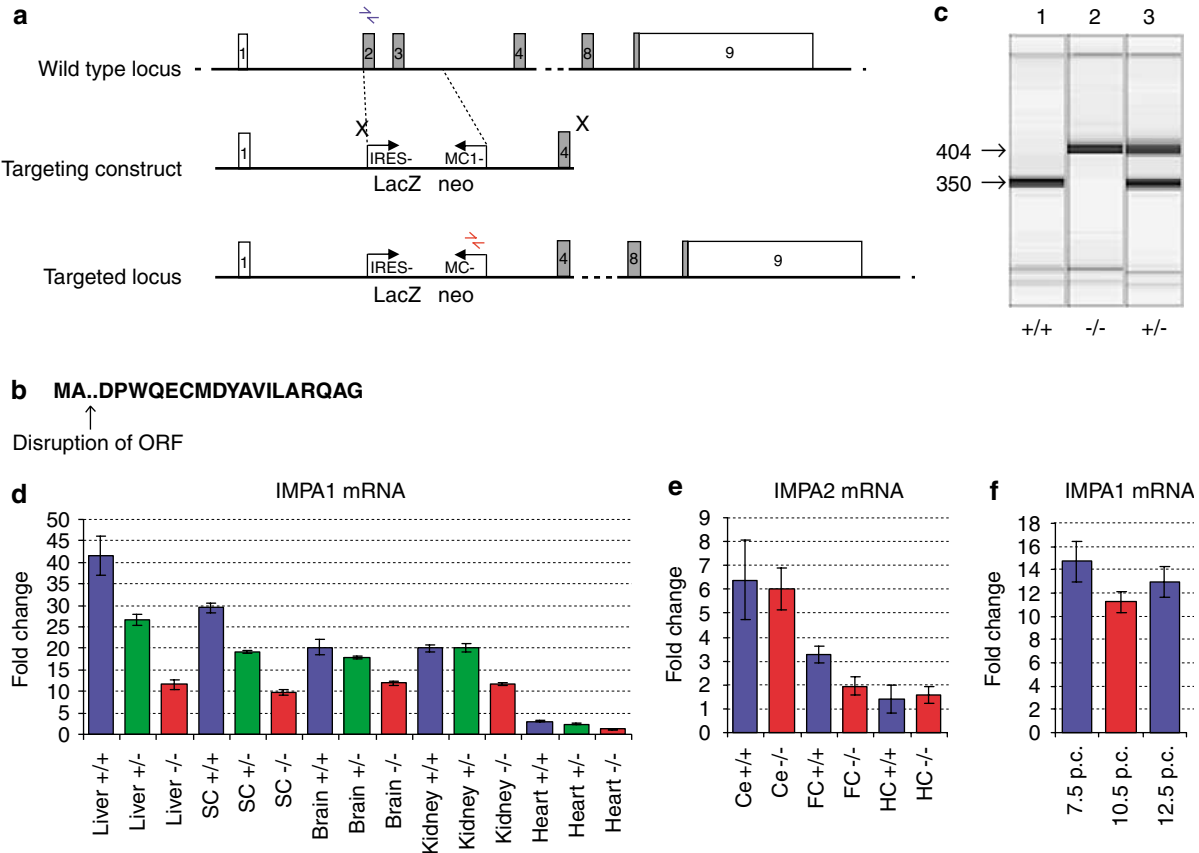 a
1 2 3 4 8 9
Wild type locus
X X
1 IRES- MC1- 4
Targeting construct
LacZ neo
1 IRES- MC- 4 8 9
Targeted locus
LacZ neo
b MA..DPWQECMDYAVILARQAG
Disruption of ORF
c
1 2 3
404
350
+/+ -/- +/-
d
IMPA1 mRNA
Fold change
50
45
40
35
30
25
20
15
10
5
0
Liver +/+
Liver +/-
Liver -/-
SC +/+
SC +/-
SC -/-
Brain +/+
Brain +/-
Brain -/-
Kidney +/+
Kidney +/-
Kidney -/-
Heart +/+
Heart +/-
Heart -/-
e
IMPA2 mRNA
Fold change
9
8
7
6
5
4
3
2
1
0
Ce +/+
Ce -/-
FC +/+
FC -/-
HC +/+
HC -/-
f
IMPA1 mRNA
Fold change
18
16
14
12
10
8
6
4
2
0
7.5 p.c.
10.5 p.c.
12.5 p.c.